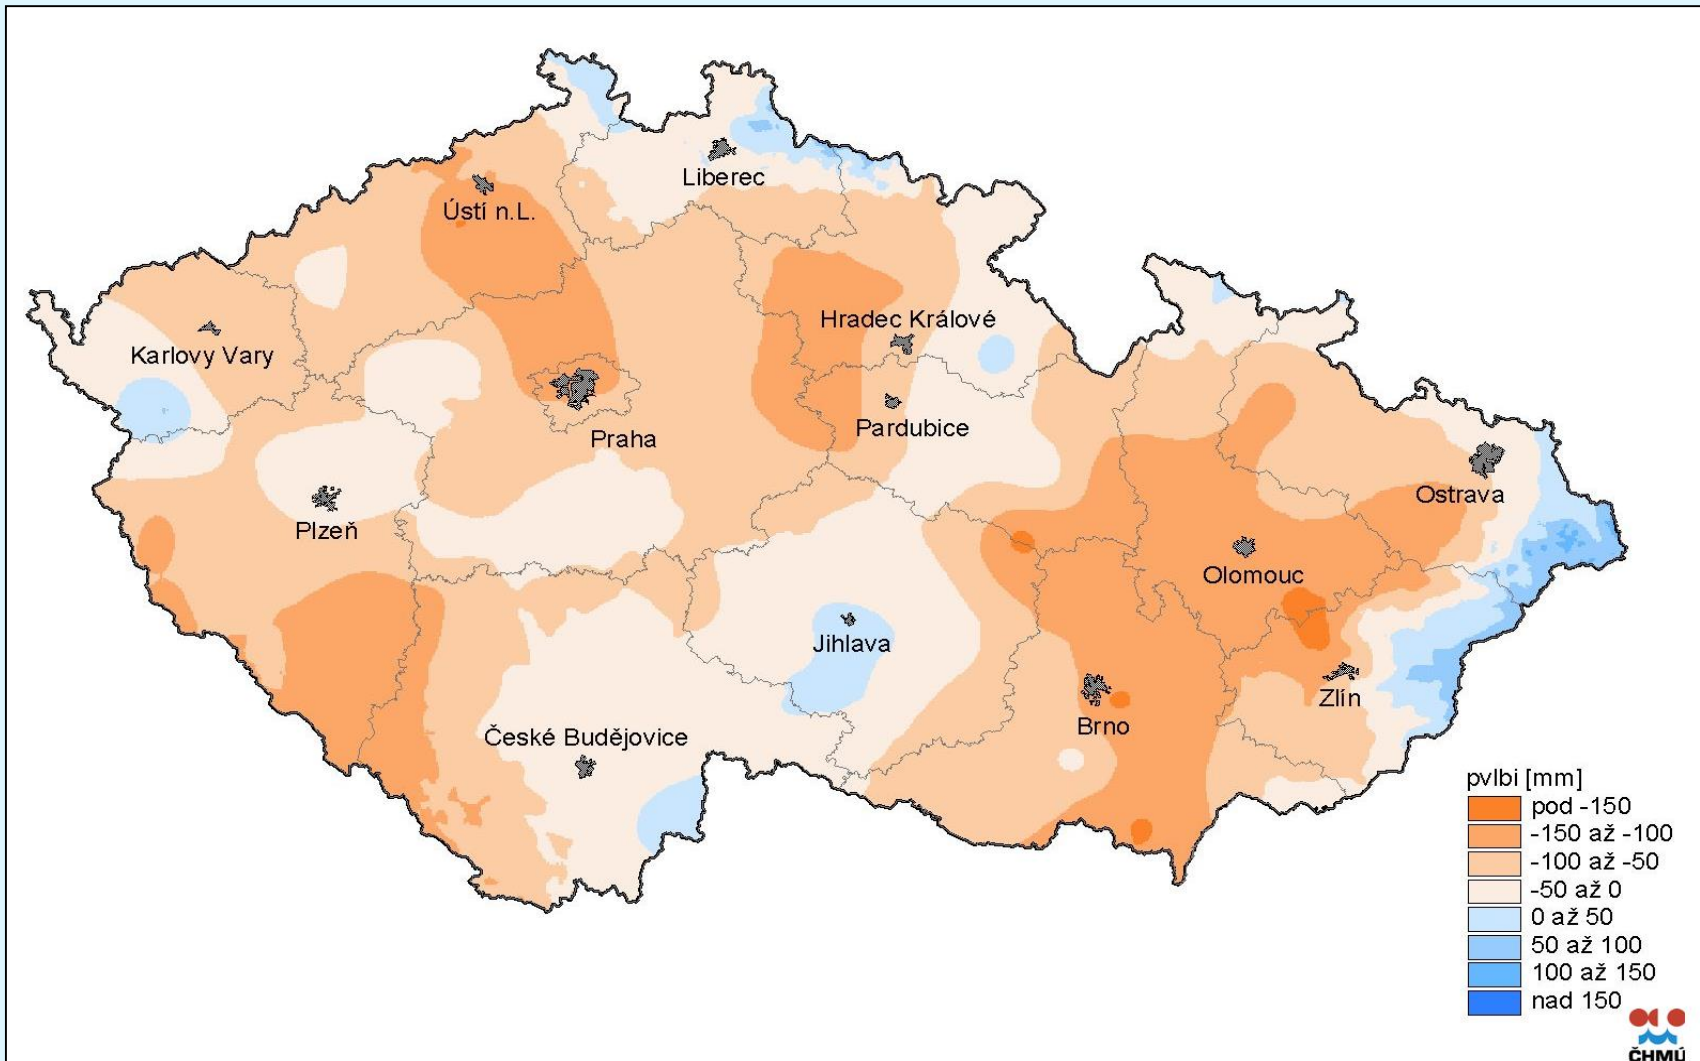 Liberec
Ústí n.L.
Hradec Králové
Karlovy Vary
Praha
Pardubice
Ostrava
Plzeň
Olomouc
Jihlava
Zlín
Brno
České Budějovice
pvlbi [mm]
pod -150
-150 až -100
-100 až -50
-50 až 0
0 až 50
50 až 100
100 až 150
nad 150
ČHMÚ